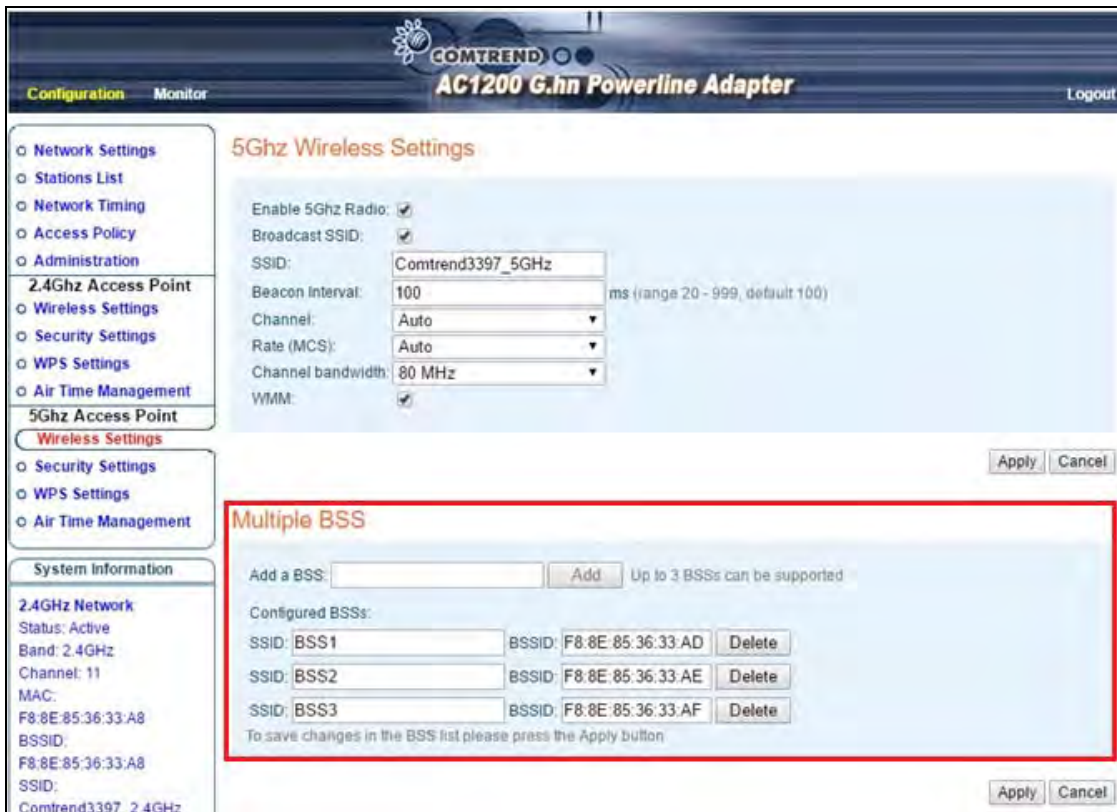 COMTREND
AC1200 G.hn Powerline Adapter
Configuration Monitor Logout
Network Settings
Stations List
Network Timing
Access Policy
Administration
2.4Ghz Access Point
Wireless Settings
Security Settings
WPS Settings
Air Time Management
5Ghz Access Point
Wireless Settings
Security Settings
WPS Settings
Air Time Management
System Information
2.4GHz Network
Status: Active
Band: 2.4GHz
Channel: 11
MAC:
F8:8E:85:36:33:A8
BSSID:
F8:8E:85:36:33:A8
SSID:
Comtrend3397_2.4GHz
5Ghz Wireless Settings
Enable 5Ghz Radio:
Broadcast SSID:
SSID: Comtrend3397_5GHz
Beacon Interval: 100 ms (range 20 - 999, default 100)
Channel: Auto
Rate (MCS): Auto
Channel bandwidth: 80 MHz
WMM:
Apply Cancel
Multiple BSS
Add a BSS: Add Up to 3 BSSs can be supported
Configured BSSs:
SSID: BSS1 BSSID: F8:8E:85:36:33:AD Delete
SSID: BSS2 BSSID: F8:8E:85:36:33:AE Delete
SSID: BSS3 BSSID: F8:8E:85:36:33:AF Delete
To save changes in the BSS list please press the Apply button
Apply Cancel